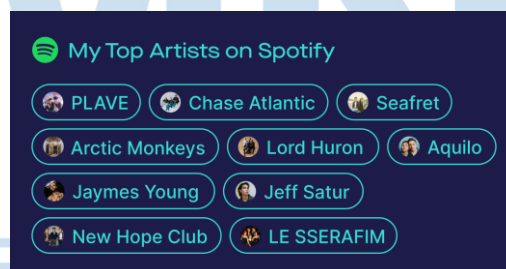 My Top Artists on Spotify
PLAVE Chase Atlantic Seafret
Arctic Monkeys Lord Huron Aquilo
Jaymes Young Jeff Satur
New Hope Club LE SSERAFIM